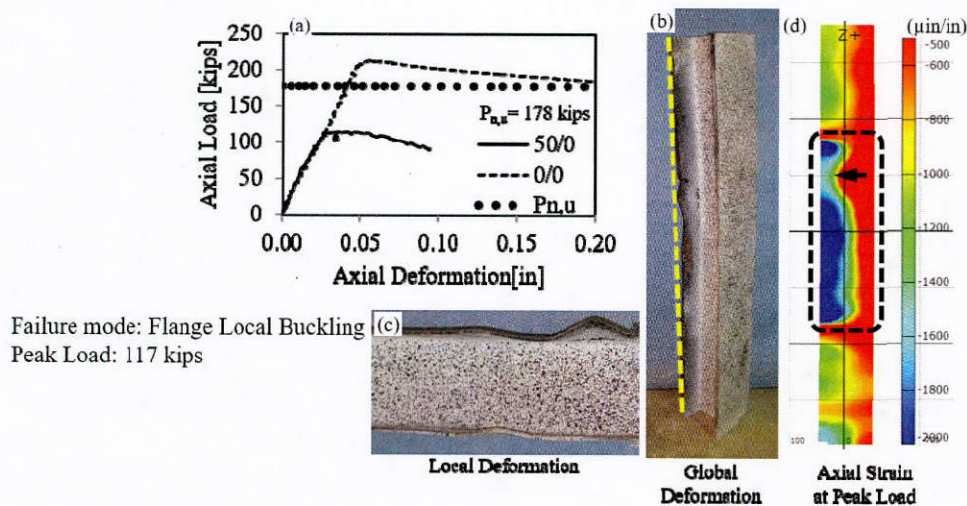 (a)
Axial Load [kips]
250
200
150
100
50
0
P n,u = 178 kips
50/0
0/0
Pn,u
0.00 0.05 0.10 0.15 0.20
Axial Deformation[in]
Failure mode: Flange Local Buckling
Peak Load: 117 kips
(c)
Local Deformation
(b)
Global
Deformation
(d)
(µin/in)
Z+
-500
-600
-800
-1000
-1200
-1400
-1600
-1800
-2000
100
0
Axial Strain
at Peak Load